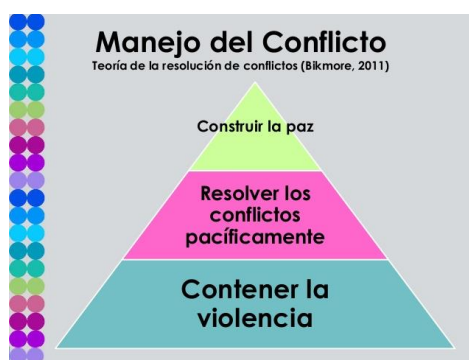 Manejo del Conflicto
Teoría de la resolución de conflictos (Bikmore, 2011)
Construir la paz
Resolver los
conflictos
pacíficamente
Contener la
violencia